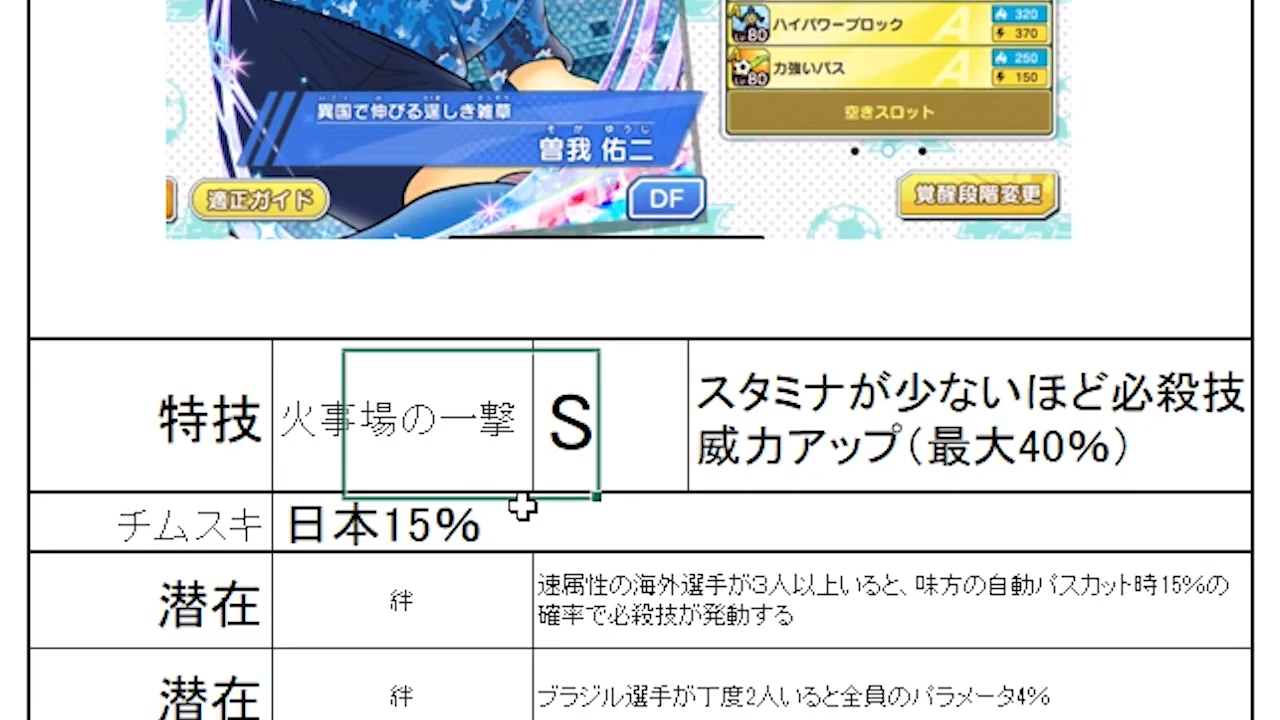 ハイパワーブロック
A
320
370
Lv.80
力強いパス
A
250
150
Lv.80
空きスロット
異国で伸びる逞しき雑草
そが ゆうじ
曽我 佑二
適正ガイド
DF
覚醒段階変更
特技 火事場の一撃 S スタミナが少ないほど必殺技
威力アップ（最大40％）
チムスキ 日本15％
潜在 絆 速属性の海外選手が3人以上いると、味方の自動パスカット時15％の
確率で必殺技が発動する
潜在 絆 ブラジル選手が丁度2人いると全員のパラメータ4％